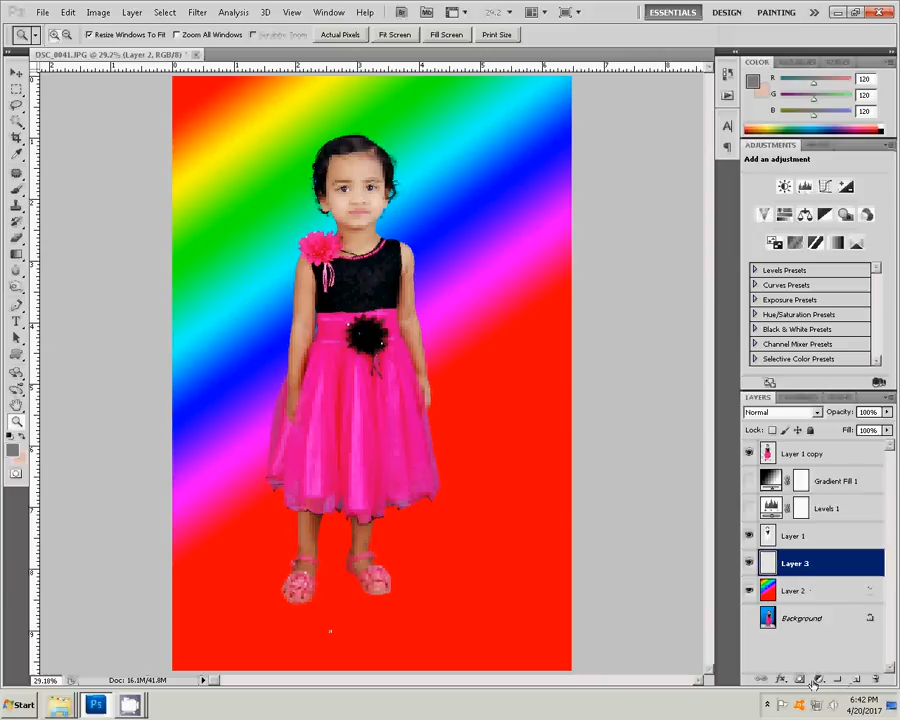 File Edit Image Layer Select Filter Analysis 3D View Window Help
29.2
ESSENTIALS DESIGN PAINTING
Resize Windows To Fit Zoom All Windows Scrubby Zoom Actual Pixels Fit Screen Fill Screen Print Size
DSC_0041.JPG @ 29.2% (Layer 2, RGB/8) *
COLOR
R 120
G 120
B 120
ADJUSTMENTS
Add an adjustment
Levels Presets
Curves Presets
Exposure Presets
Hue/Saturation Presets
Black & White Presets
Channel Mixer Presets
Selective Color Presets
LAYERS
Normal Opacity: 100%
Lock: Fill: 100%
Layer 1 copy
Gradient Fill 1
Levels 1
Layer 1
Layer 3
Layer 2
Background
29.18% Doc: 16.1M/41.8M
Start 6:42 PM
4/20/2017